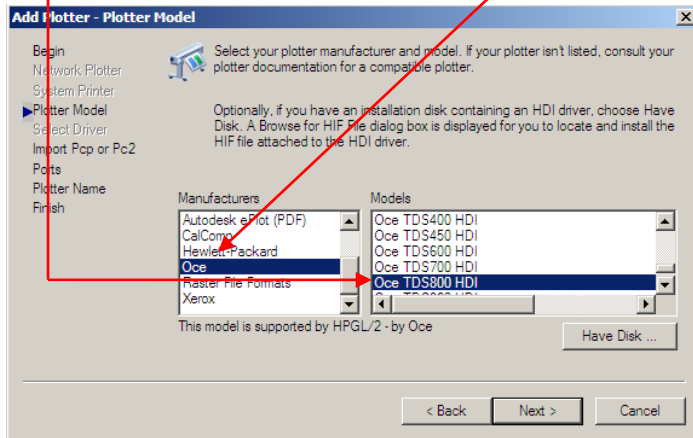 Add Plotter - Plotter Model
Begin
Network Plotter
System Printer
Plotter Model
Select Driver
Import Pcp or Pc2
Ports
Plotter Name
Finish
Select your plotter manufacturer and model. If your plotter isn't listed, consult your
plotter documentation for a compatible plotter.
Optionally, if you have an installation disk containing an HDI driver, choose Have
Disk. A Browse for HIF File dialog box is displayed for you to locate and install the
HIF file attached to the HDI driver.
Manufacturers
Autodesk ePlot (PDF)
CalComp
Hewlett-Packard
Oce
Raster File Formats
Xerox
Models
Oce TDS400 HDI
Oce TDS450 HDI
Oce TDS600 HDI
Oce TDS700 HDI
Oce TDS800 HDI
This model is supported by HPGL/2 - by Oce
Have Disk ...
< Back
Next >
Cancel